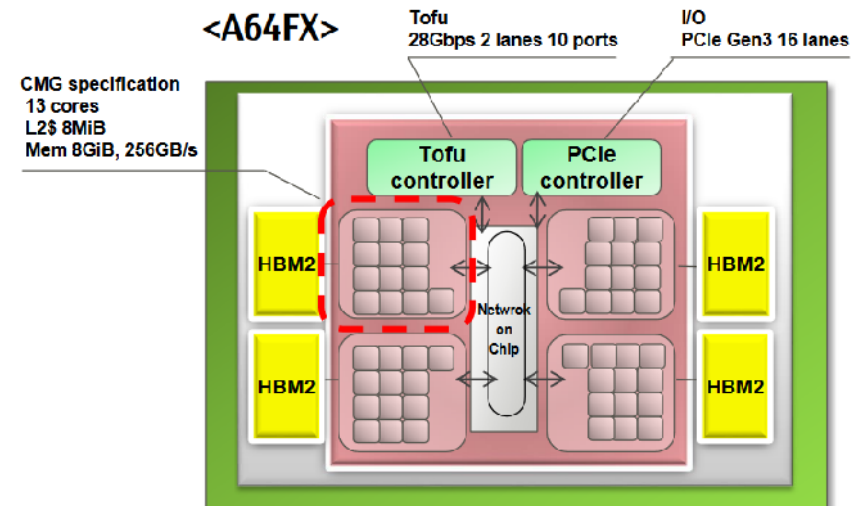 <A64FX>
Tofu
28Gbps 2 lanes 10 ports
I/O
PCIe Gen3 16 lanes
CMG specification
13 cores
L2$ 8MiB
Mem 8GiB, 256GB/s
Tofu
controller
PCIe
controller
HBM2
HBM2
Netwrok
on
Chip
HBM2
HBM2